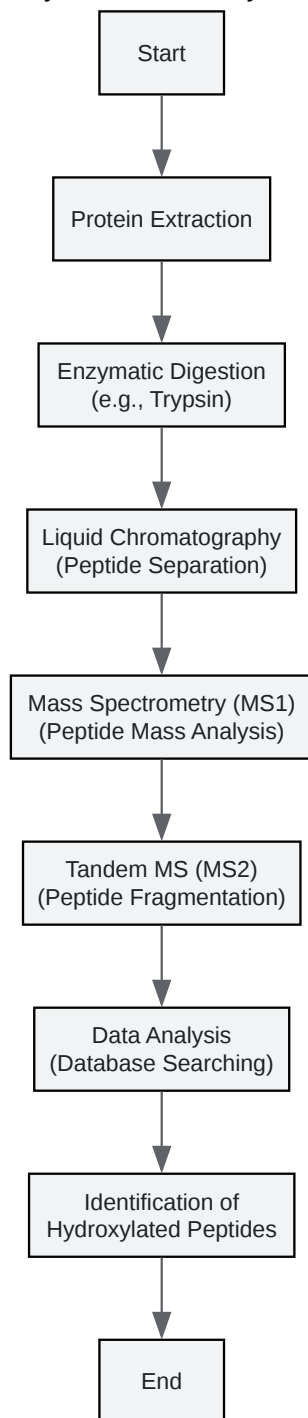 Start
Protein Extraction
Enzymatic Digestion
(e.g., Trypsin)
Liquid Chromatography
(Peptide Separation)
Mass Spectrometry (MS1)
(Peptide Mass Analysis)
Tandem MS (MS2)
(Peptide Fragmentation)
Data Analysis
(Database Searching)
Identification of
Hydroxylated Peptides
End